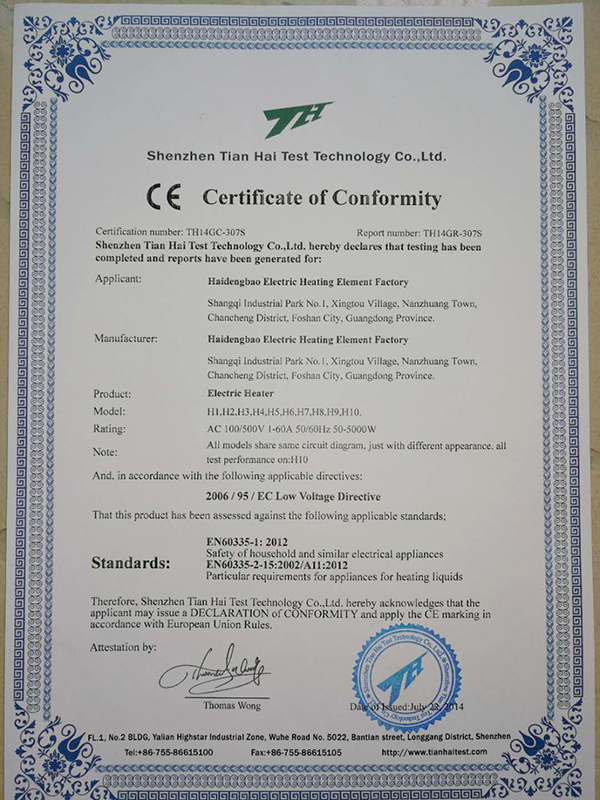 TH
Shenzhen Tian Hai Test Technology Co.,Ltd.
CE Certificate of Conformity
Certification number: TH14GC-307S Report number: TH14GR-307S
Shenzhen Tian Hai Test Technology Co.,Ltd. hereby declares that testing has been
completed and reports have been generated for:
Applicant: Haidengbao Electric Heating Element Factory
Shangqi Industrial Park No.1, Xingtou Village, Nanzhuang Town,
Chancheng District, Foshan City, Guangdong Province.
Manufacturer: Haidengbao Electric Heating Element Factory
Shangqi Industrial Park No.1, Xingtou Village, Nanzhuang Town,
Chancheng District, Foshan City, Guangdong Province.
Product: Electric Heater
Model: H1,H2,H3,H4,H5,H6,H7,H8,H9,H10.
Rating: AC 100/500V 1-60A 50/60Hz 50-5000W
Note: All models share same circuit diagram, just with different appearance. all
test performance on:H10
And, in accordance with the following applicable directives:
2006 / 95 / EC Low Voltage Directive
That this product has been assessed against the following applicable standards;
EN60335-1: 2012
Safety of household and similar electrical appliances
Standards: EN60335-2-15:2002/A11:2012
Particular requirements for appliances for heating liquids
Therefore, Shenzhen Tian Hai Test Technology Co.,Ltd. hereby acknowledges that the
applicant may issue a DECLARATION of CONFORMITY and apply the CE marking in
accordance with European Union Rules.
Attestation by:
Thomas Wong
Date of Issued:July 22, 2014
FL.1, No.2 BLDG, Yalian Highstar Industrial Zone, Wuhe Road No. 5022, Bantian street, Longgang District, Shenzhen
Tel:+86-755-86615100 Fax:+86-755-86615105 http://www.tianhaitest.com